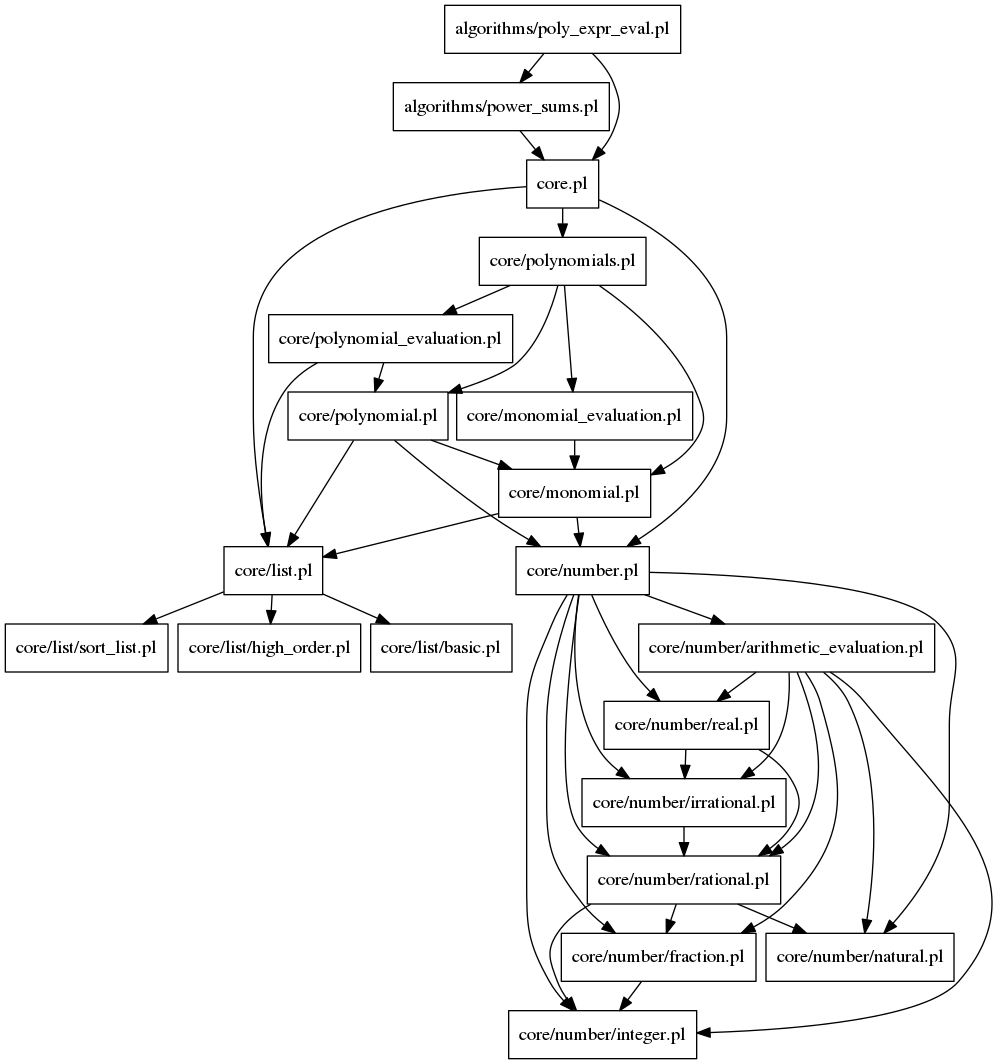 algorithms/poly_expr_eval.pl
algorithms/power_sums.pl
core.pl
core/polynomials.pl
core/polynomial_evaluation.pl
core/polynomial.pl
core/monomial_evaluation.pl
core/monomial.pl
core/list.pl
core/number.pl
core/list/sort_list.pl
core/list/high_order.pl
core/list/basic.pl
core/number/arithmetic_evaluation.pl
core/number/real.pl
core/number/irrational.pl
core/number/rational.pl
core/number/fraction.pl
core/number/natural.pl
core/number/integer.pl